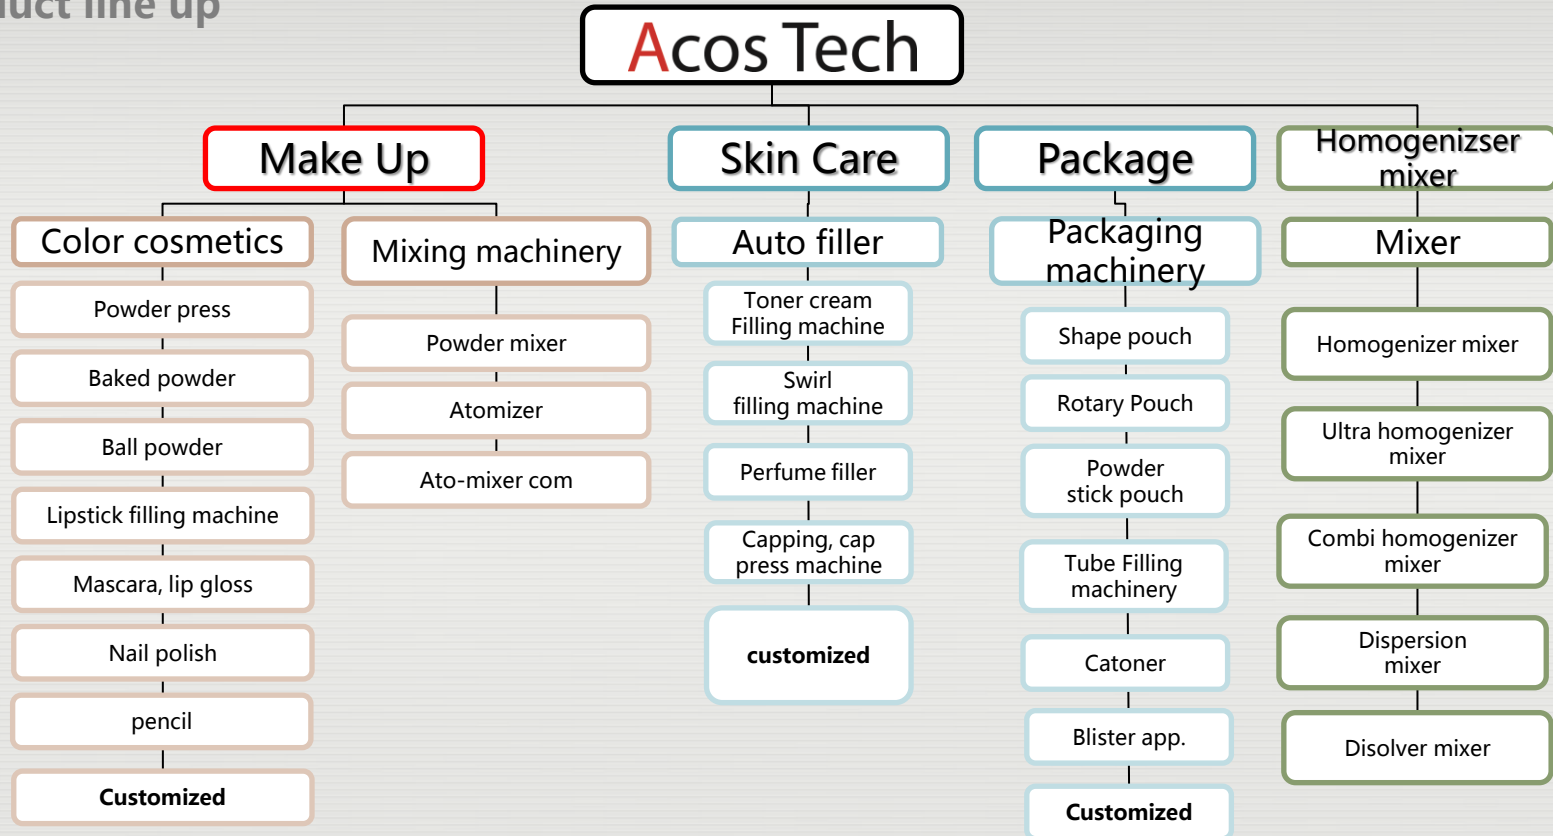 line up
Acos Tech
Make Up
Skin Care
Package
Homogenizser
mixer
Color cosmetics
Powder press
Baked powder
Ball powder
Lipstick filling machine
Mascara, lip gloss
Nail polish
pencil
Customized
Mixing machinery
Powder mixer
Atomizer
Ato-mixer com
Auto filler
Toner cream
Filling machine
Swirl
filling machine
Perfume filler
Capping, cap
press machine
customized
Packaging
machinery
Shape pouch
Rotary Pouch
Powder
stick pouch
Tube Filling
machinery
Catoner
Blister app.
Customized
Mixer
Homogenizer mixer
Ultra homogenizer
mixer
Combi homogenizer
mixer
Dispersion
mixer
Disolver mixer